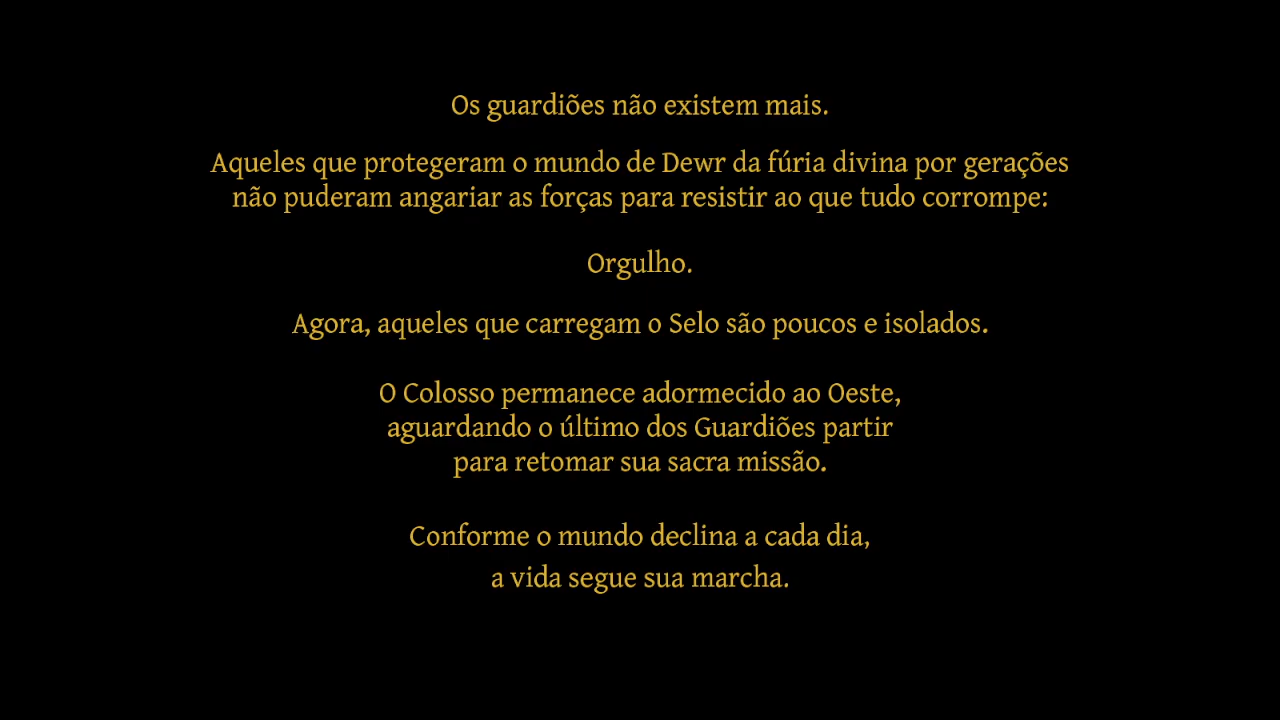 Os guardiões não existem mais.
Aqueles que protegeram o mundo de Dewr da fúria divina por gerações
não puderam angariar as forças para resistir ao que tudo corrompe:
Orgulho.
Agora, aqueles que carregam o Selo são poucos e isolados.
O Colosso permanece adormecido ao Oeste,
aguardando o último dos Guardiões partir
para retomar sua sacra missão.
Conforme o mundo declina a cada dia,
a vida segue sua marcha.